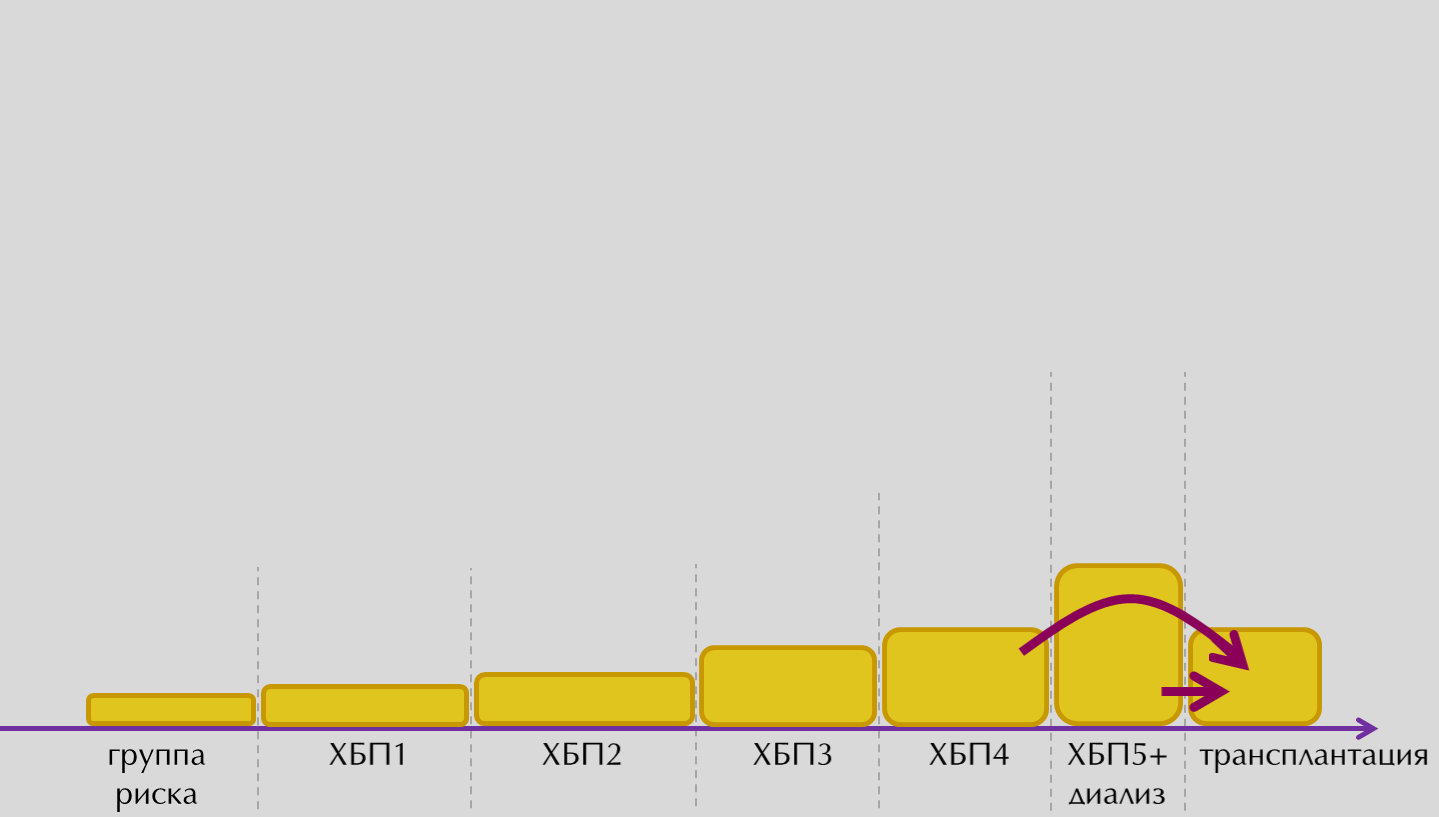 группа
риска
ХБП1
ХБП2
ХБП3
ХБП4
ХБП5+
диализ
трансплантация